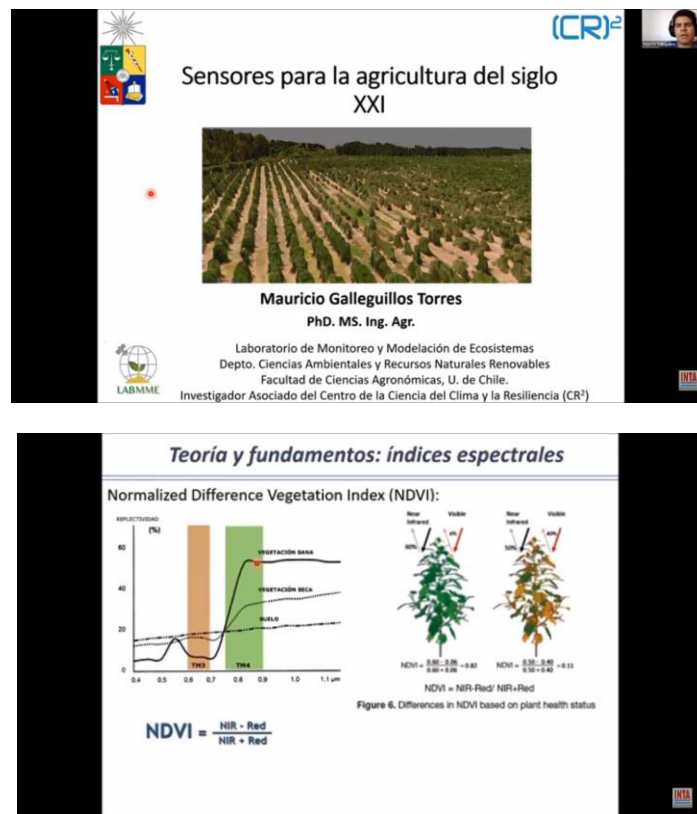 (CR)²
Sensores para la agricultura del siglo
XXI
Mauricio Galleguillos Torres
PhD. MS. Ing. Agr.
Laboratorio de Monitoreo y Modelación de Ecosistemas
Depto. Ciencias Ambientales y Recursos Naturales Renovables
Facultad de Ciencias Agronómicas, U. de Chile.
Investigador Asociado del Centro de la Ciencia del Clima y la Resiliencia (CR²)
LABMME
INTA
Teoría y fundamentos: índices espectrales
Normalized Difference Vegetation Index (NDVI):
REFLECTIVIDAD
(%)
60
40
20
0
VEGETACIÓN SANA
VEGETACIÓN SECA
SUELO
TM3 TM4
0,4 0,5 0,6 0,7 0,8 0,9 1,0 1,1 µm
NDVI = NIR - Red
NIR + Red
Near Infrared
Visible
Near Infrared
Visible
60%
50%
40%
NDVI = NIR-Red/ NIR+Red
Figure 6. Differences in NDVI based on plant health status
INTA